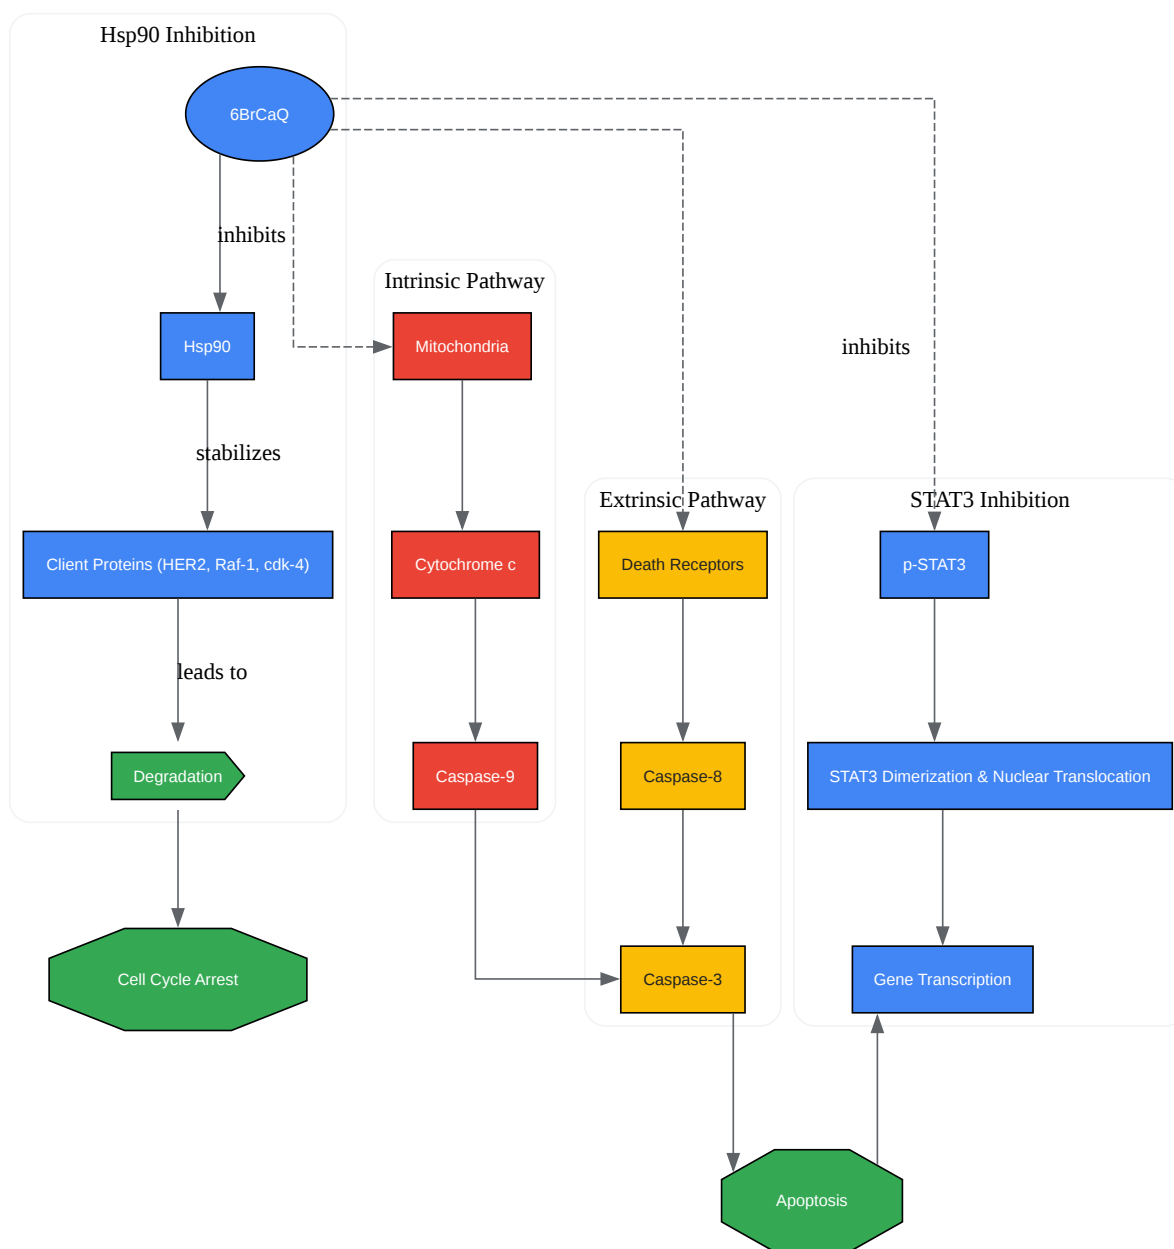 Hsp90 Inhibition
6BrCaQ
inhibits
Intrinsic Pathway
Hsp90
Mitochondria
inhibits
stabilizes
Extrinsic Pathway
STAT3 Inhibition
Client Proteins (HER2, Raf-1, cdk-4)
Cytochrome c
Death Receptors
p-STAT3
leads to
Degradation
Caspase-9
Caspase-8
STAT3 Dimerization & Nuclear Translocation
Cell Cycle Arrest
Caspase-3
Gene Transcription
Apoptosis